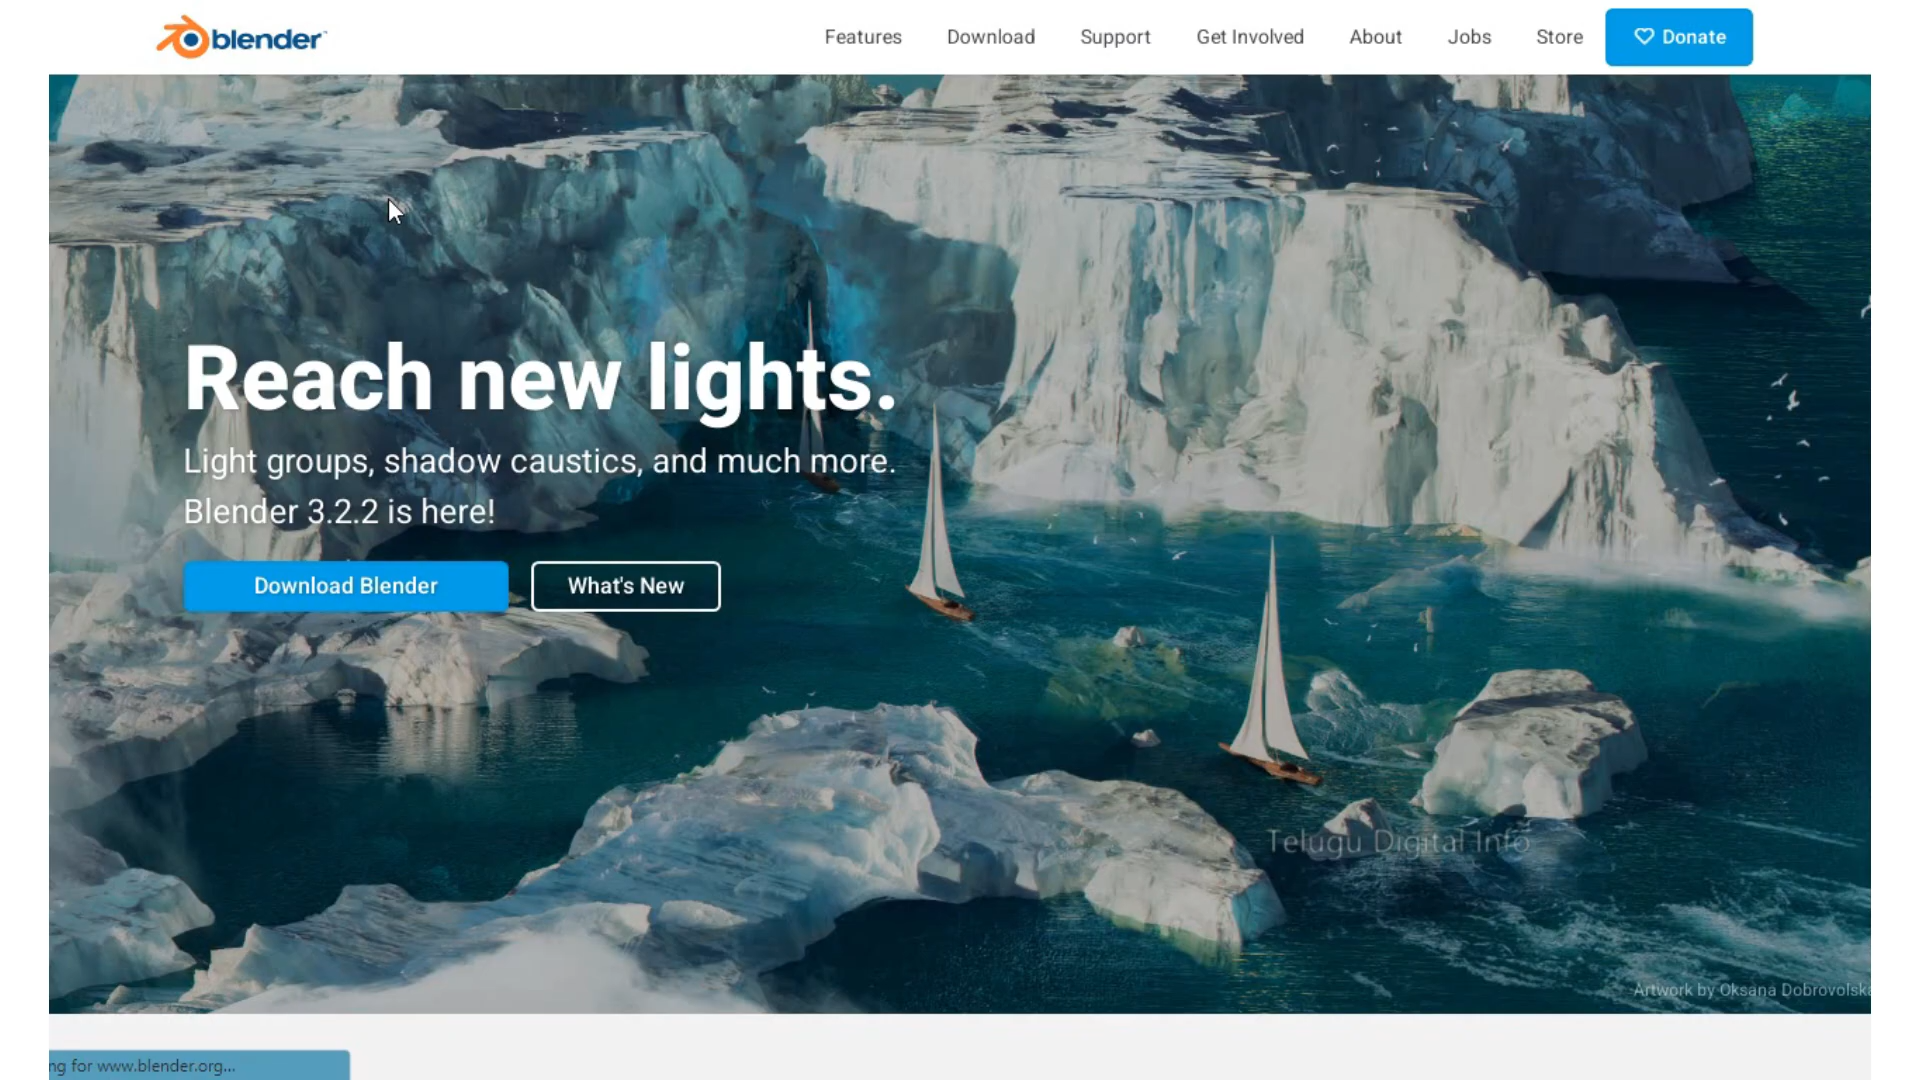 blender
Features
Download
Support
Get Involved
About
Jobs
Store
Donate
Reach new lights.
Light groups, shadow caustics, and much more.
Blender 3.2.2 is here!
Download Blender
What's New
Telugu Digital Info
Artwork by Oksana Dobrovolska
ng for www.blender.org...